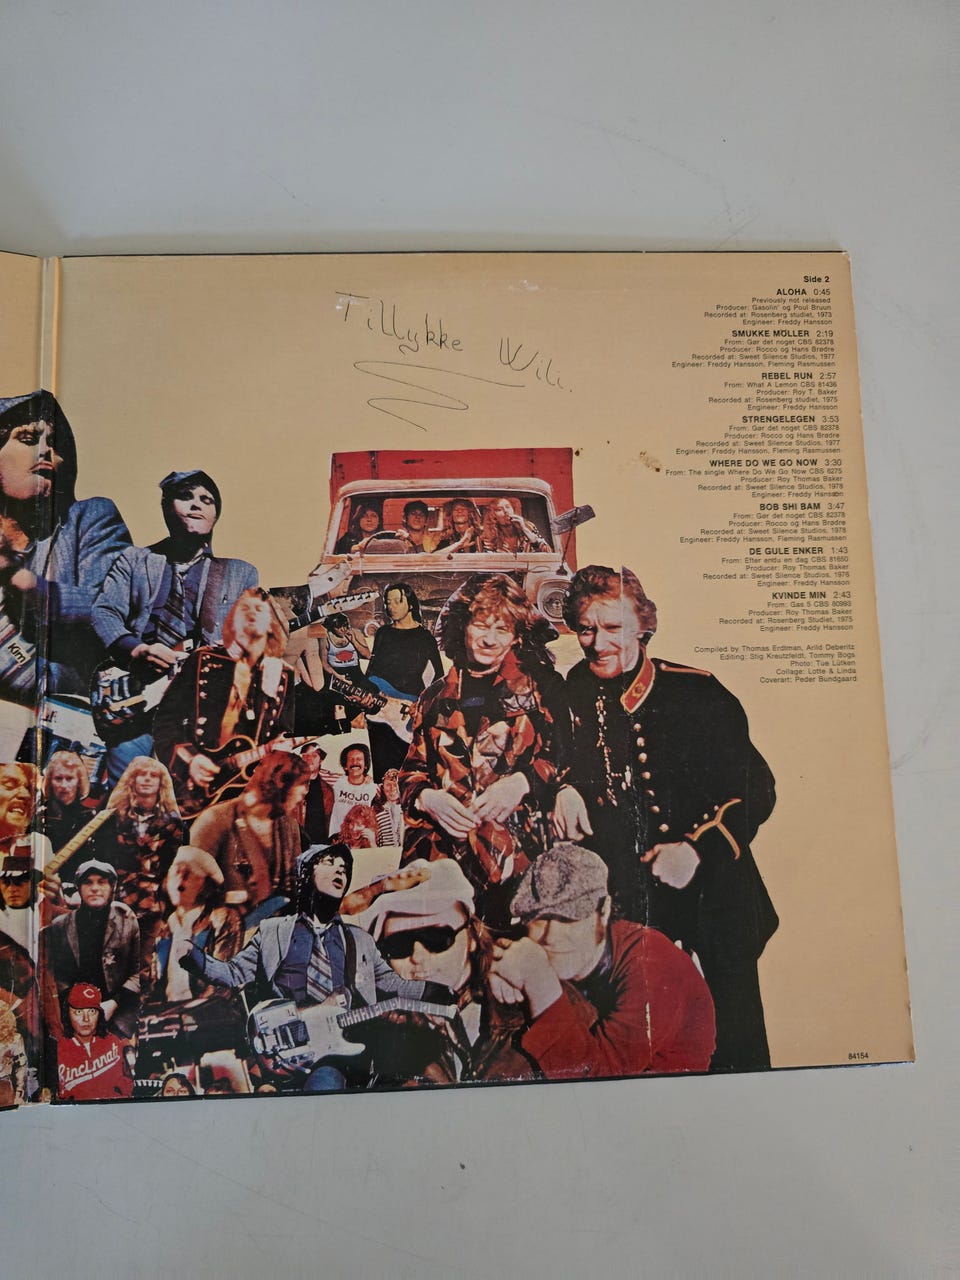 Tillykke Wili.
Side 2
ALOHA 0:45
Previously not released
Producer: Gasolin' og Poul Bruun
Recorded at: Rosenberg studiet, 1973
Engineer: Freddy Hansson
SMUKKE MÖLLER 2:19
From: Gør det noget CBS 82378
Producer: Rocco og Hans Brødre
Recorded at: Sweet Silence Studios, 1977
Engineer: Freddy Hansson, Fleming Rasmussen
REBEL RUN 2:57
From: What A Lemon CBS 81436
Producer: Roy T. Baker
Recorded at: Rosenberg studiet, 1975
Engineer: Freddy Hansson
STRENGELEGEN 3:53
From: Gør det noget CBS 82378
Producer: Rocco og Hans Brødre
Recorded at: Sweet Silence Studios, 1977
Engineer: Freddy Hansson, Flemming Rasmussen
WHERE DO WE GO NOW 3:30
From: The single Where Do We Go Now CBS 6275
Producer: Roy Thomas Baker
Recorded at: Sweet Silence Studios, 1978
Engineer: Freddy Hansson
BOB SHI BAM 3:47
From: Gør det noget CBS 82378
Producer: Rocco og Hans Brødre
Recorded at: Sweet Silence Studios, 1978
Engineer: Freddy Hansson, Flemming Rasmussen
DE GULE ENKER 1:43
From: Efter endu en dag CBS 81650
Producer: Roy Thomas Baker
Recorded at: Sweet Silence Studios, 1976
Engineer: Freddy Hansson
KVINDE MIN 2:43
From: Gas 5 CBS 80993
Producer: Roy Thomas Baker
Recorded at: Rosenberg Studiet, 1975
Engineer: Freddy Hansson
Compiled by Thomas Erdtman, Arild Deberitz
Editing: Stig Kreutzfeldt, Tommy Bogs
Photo: Tue Lütken
Collage: Lotte & Linda
Coverart: Peder Bundgaard
Kim
MOJO
Cincinnati
84154